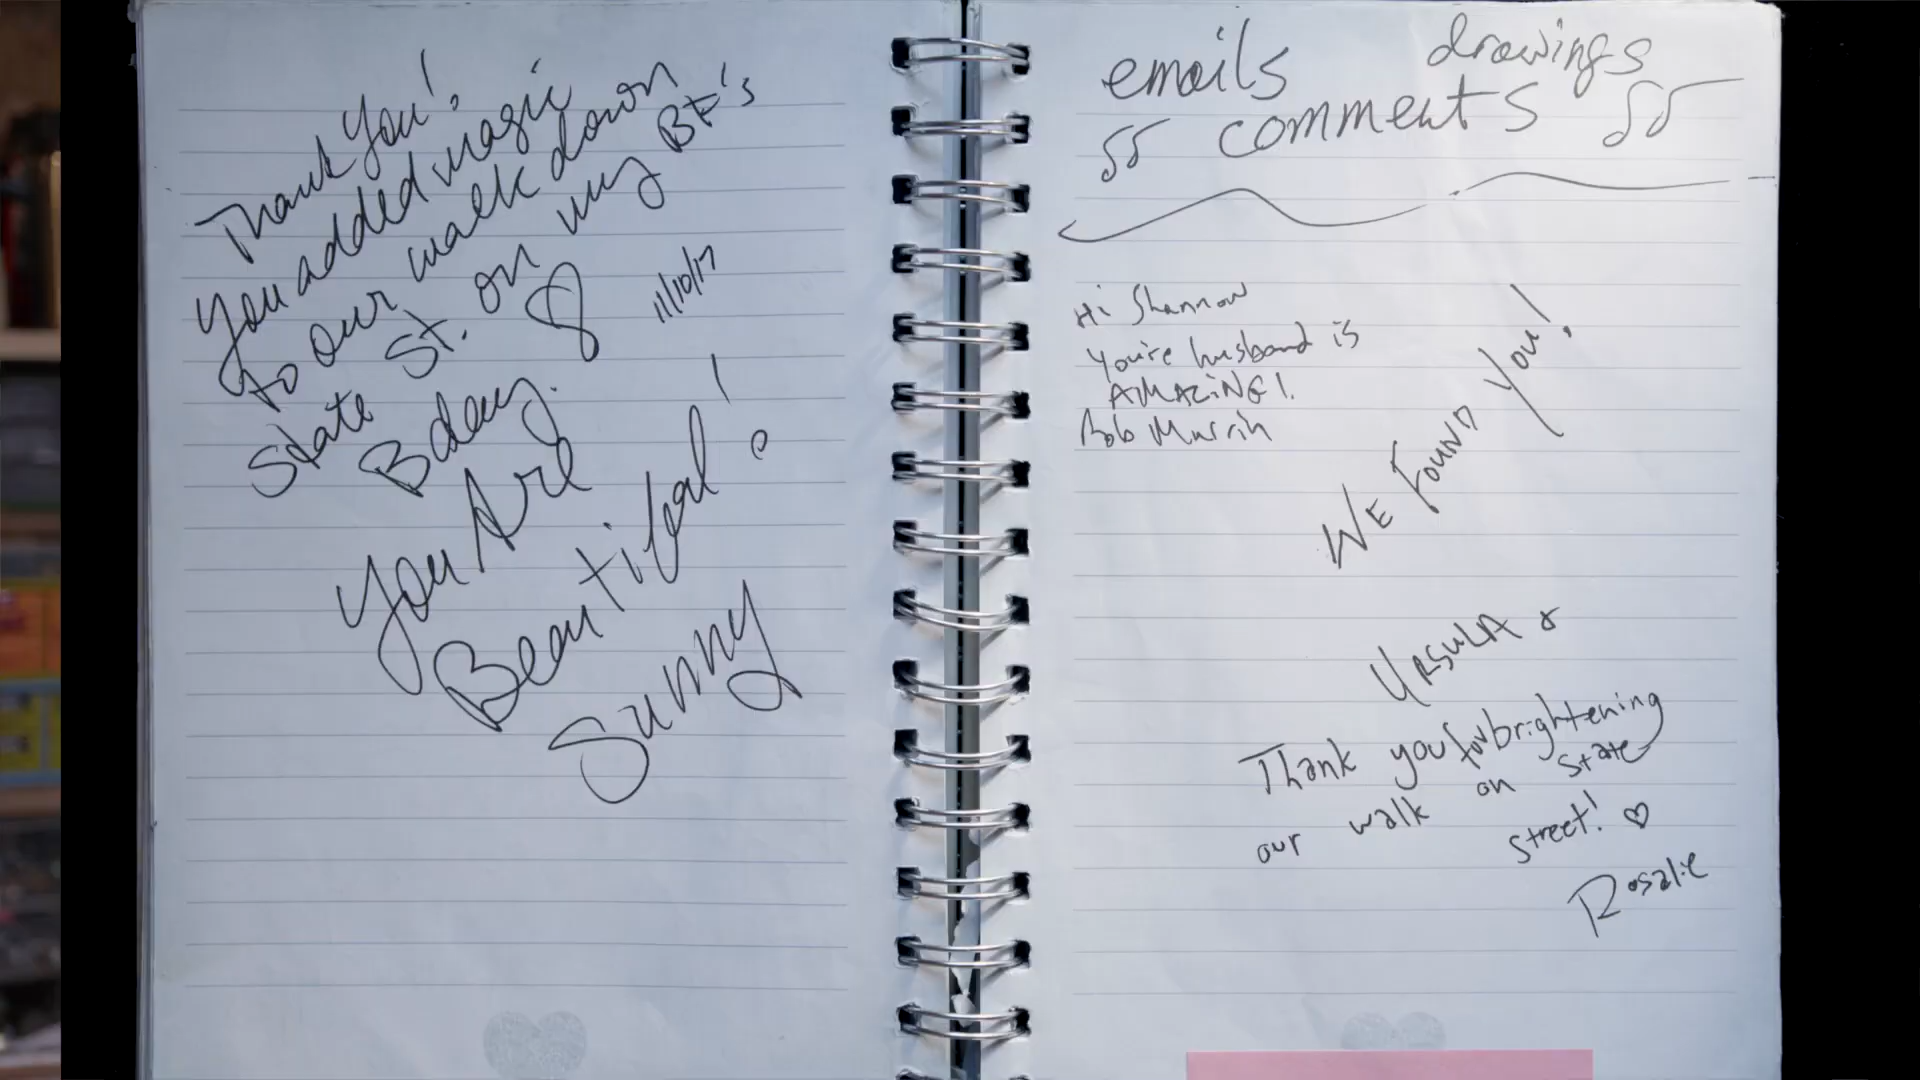 Thank You!
You added magic
to our walk down
State St. on my BF's
Bday. 11/10/17
You Are
Beautiful!
Sunny
emails drawings
comments
Hi Shannon
You're husband is
AMAZiNG!
Bob Murrin
WE FOUND YOU!
URSULA &
Thank you for brightening
our walk on State
Street! ♡
Rosalie